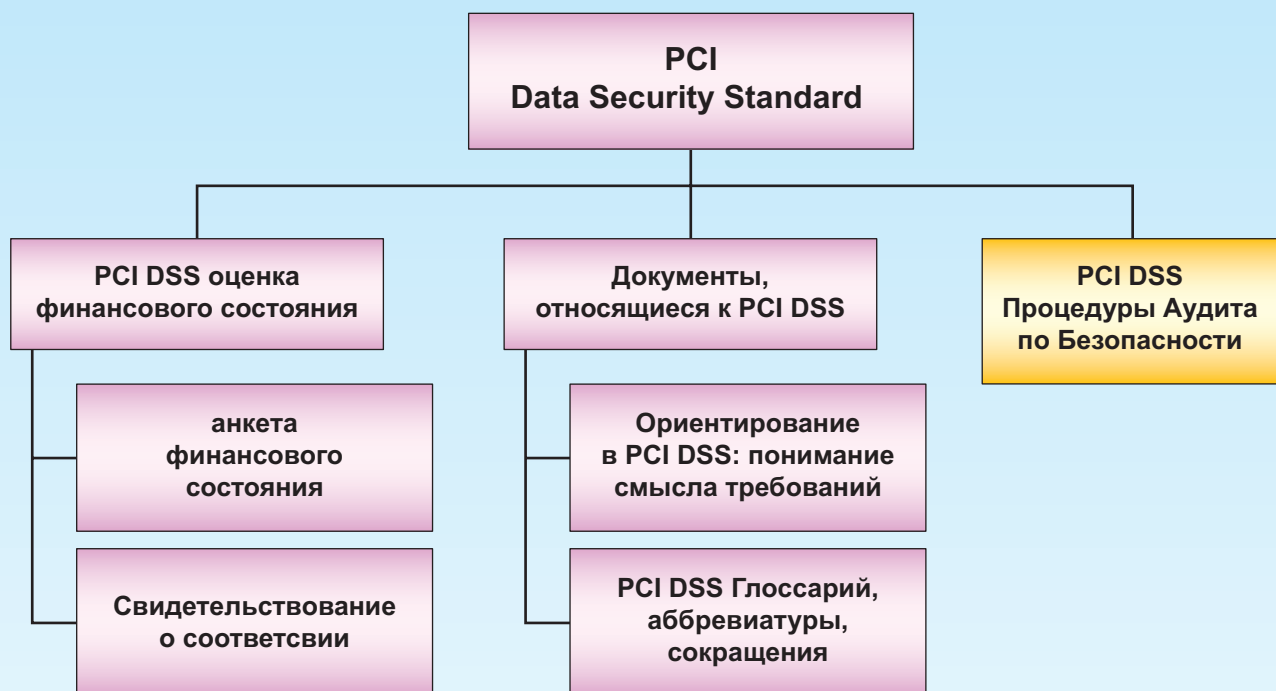 PCI
Data Security Standard
PCI DSS оценка
финансового состояния
Документы,
относящиеся к PCI DSS
PCI DSS
Процедуры Аудита
по Безопасности
анкета
финансового
состояния
Ориентирование
в PCI DSS: понимание
смысла требований
Свидетельствование
о соответсвии
PCI DSS Глоссарий,
аббревиатуры,
сокращения